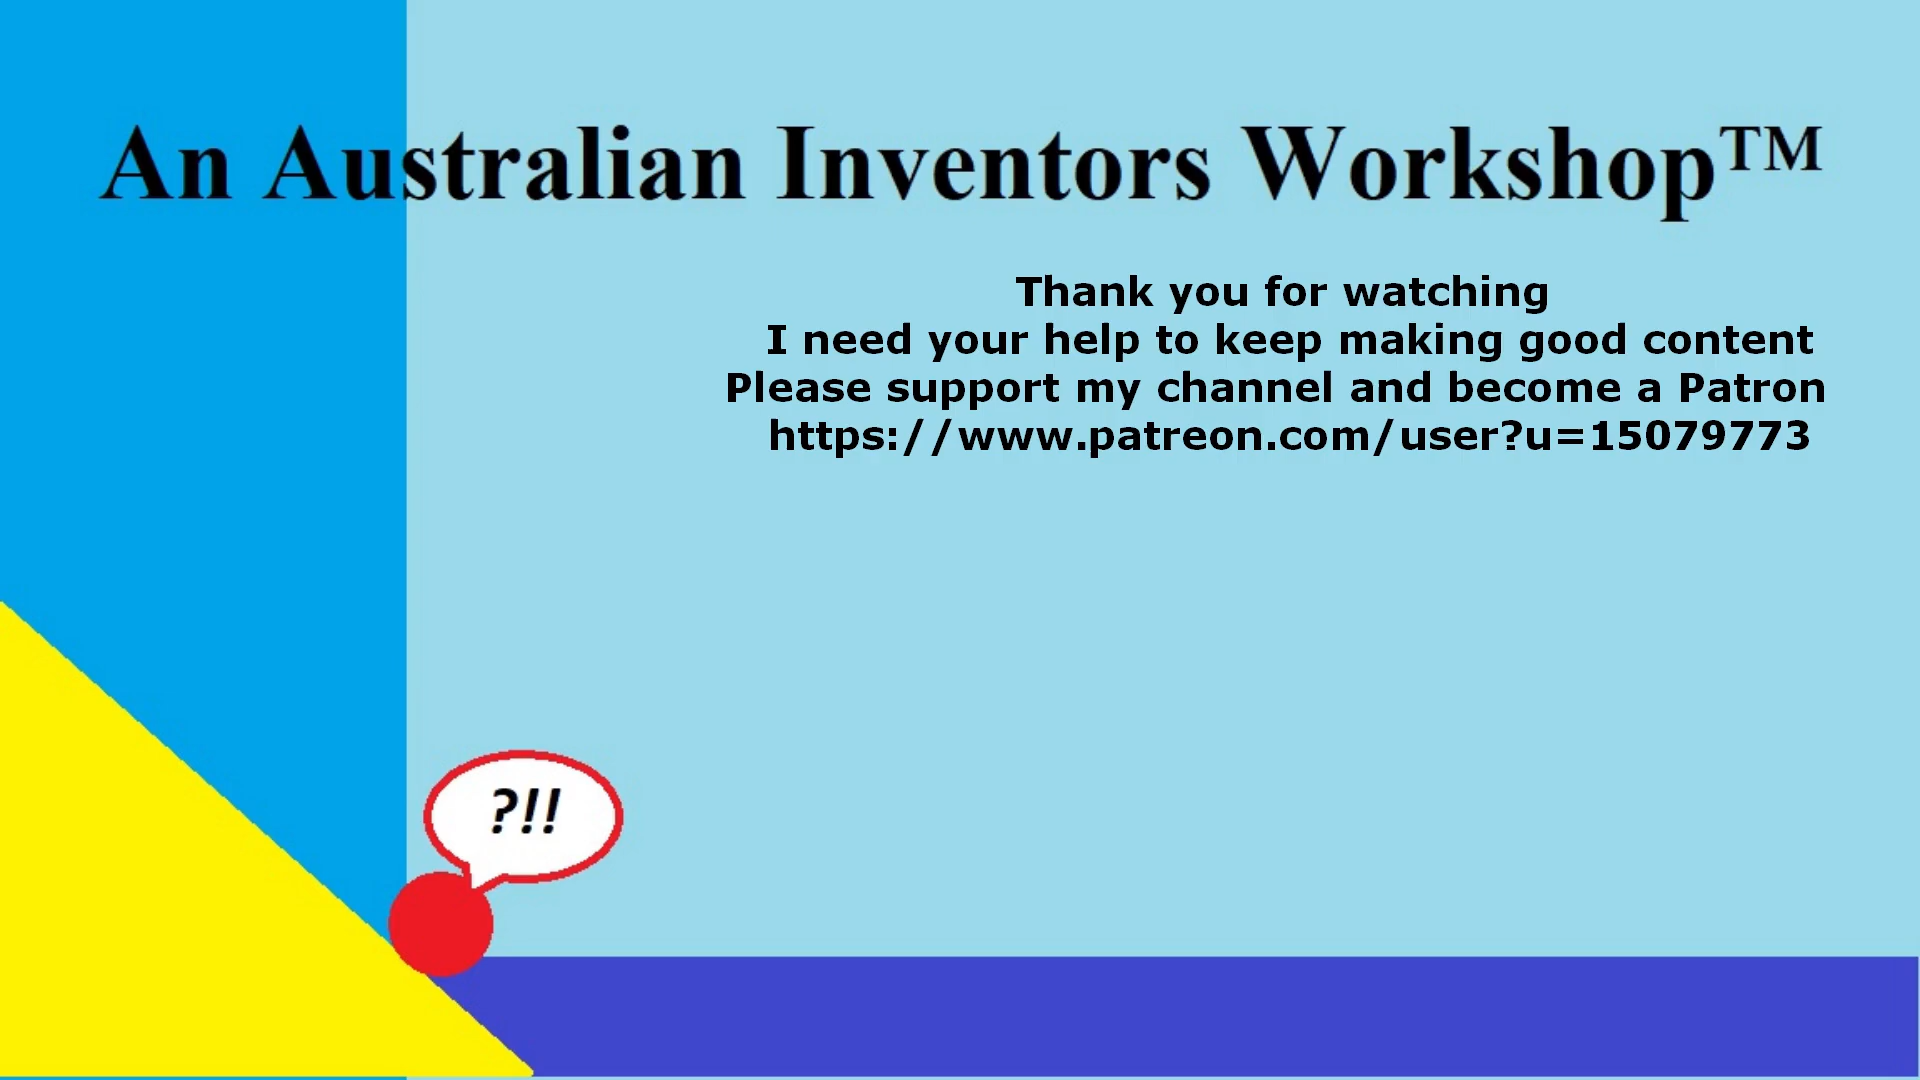 An Australian Inventors Workshop™
Thank you for watching
I need your help to keep making good content
Please support my channel and become a Patron
https://www.patreon.com/user?u=15079773
?!!